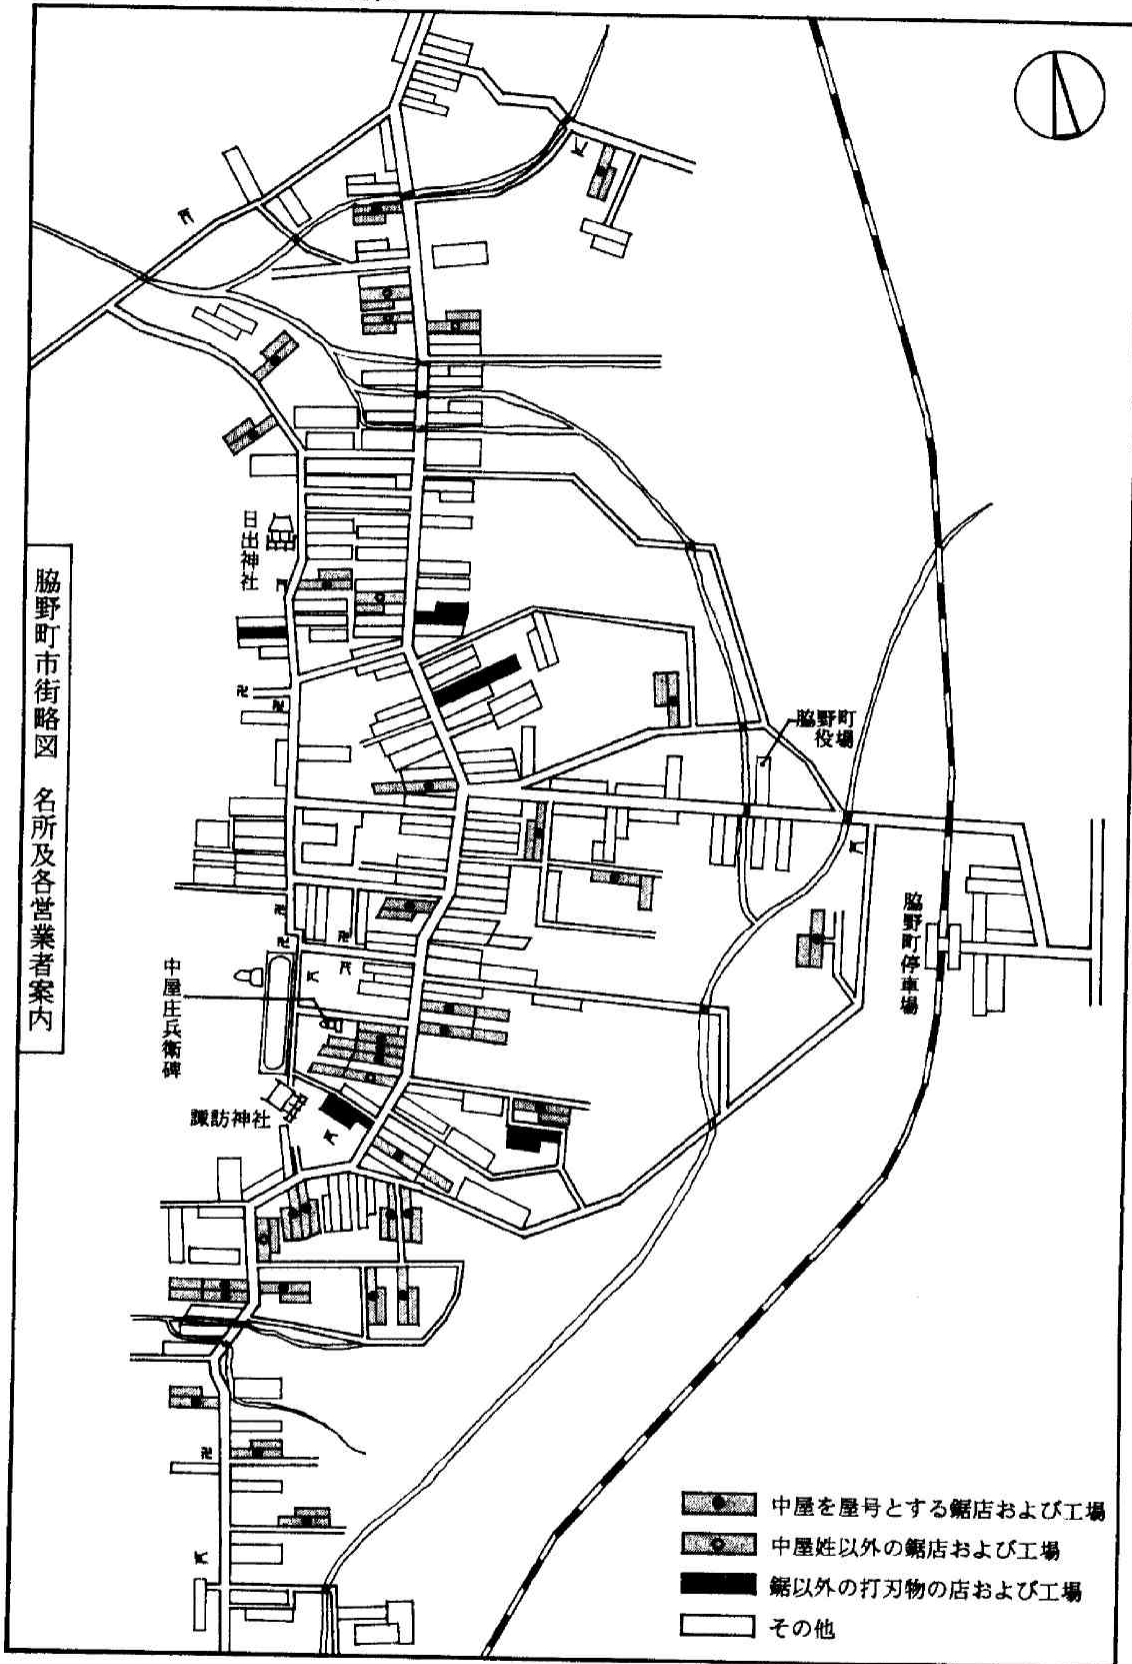 脇野町市街略図　名所及各営業者案内
日出神社
脇野町
役場
脇野町停車場
中屋庄兵衛碑
諏訪神社
中屋を屋号とする鋸店および工場
中屋姓以外の鋸店および工場
鋸以外の打刃物の店および工場
その他